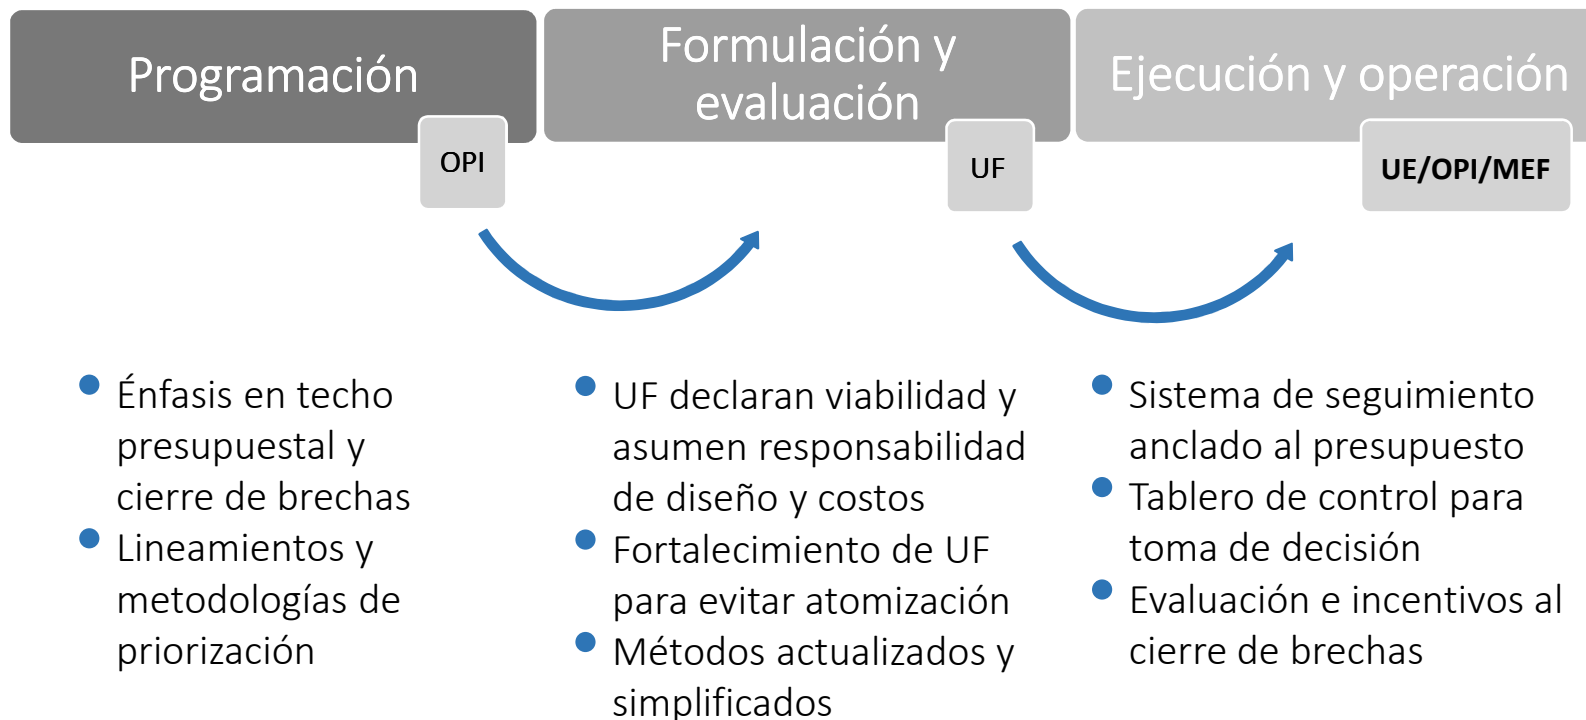 Programación
OPI
Formulación y
evaluación
UF
Ejecución y operación
UE/OPI/MEF
Énfasis en techo
presupuestal y
cierre de brechas
Lineamientos y
metodologías de
priorización
UF declaran viabilidad y
asumen responsabilidad
de diseño y costos
Fortalecimiento de UF
para evitar atomización
Métodos actualizados y
simplificados
Sistema de seguimiento
anclado al presupuesto
Tablero de control para
toma de decisión
Evaluación e incentivos al
cierre de brechas